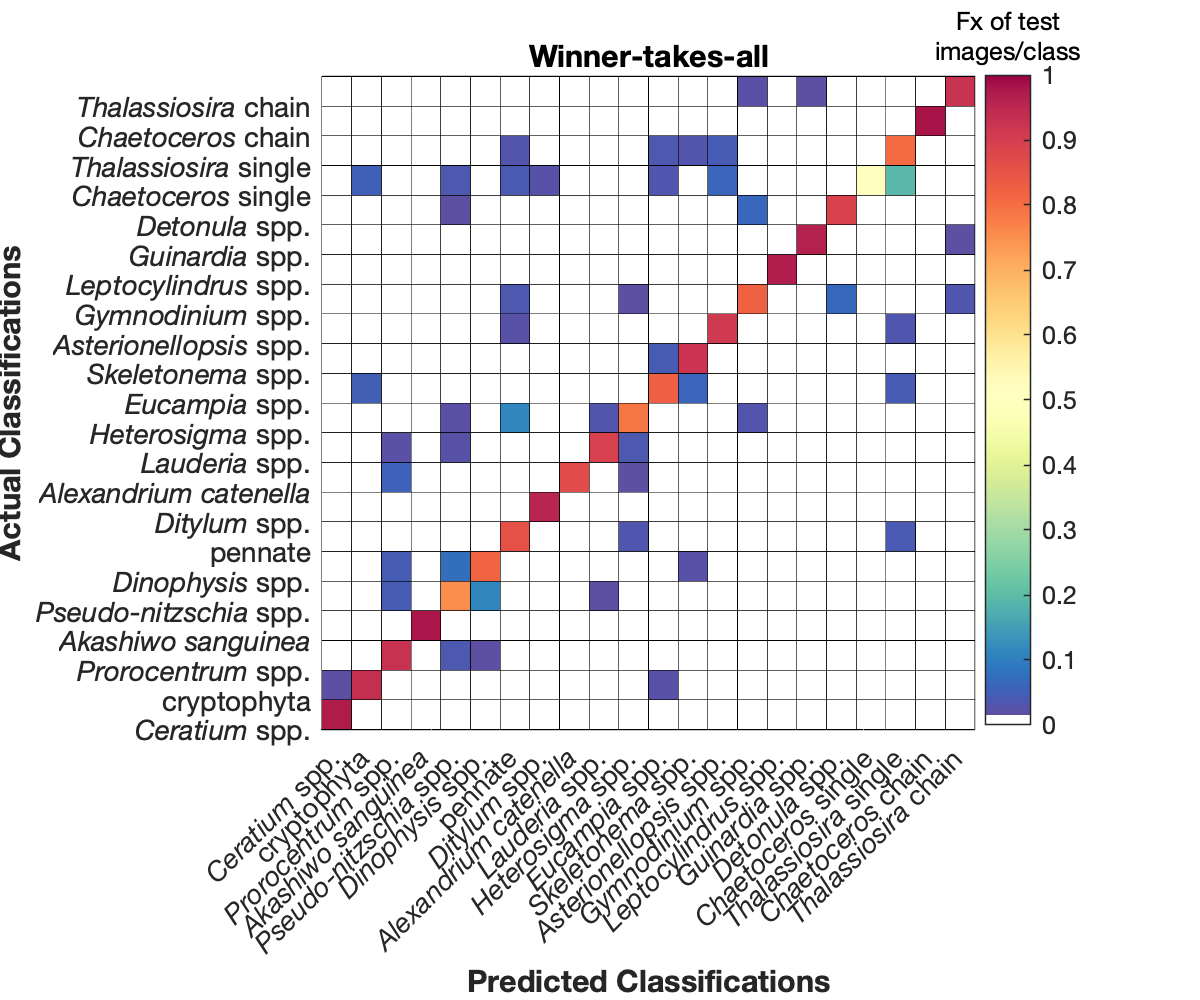 Fx of test
images/class
Winner-takes-all
Thalassiosira chain
Chaetoceros chain
Thalassiosira single
Chaetoceros single
Detonula spp.
Guinardia spp.
Leptocylindrus spp.
Gymnodinium spp.
Asterionellopsis spp.
Skeletonema spp.
Eucampia spp.
Heterosigma spp.
Lauderia spp.
Alexandrium catenella
Ditylum spp.
pennate
Dinophysis spp.
Pseudo-nitzschia spp.
Akashiwo sanguinea
Prorocentrum spp.
cryptophyta
Ceratium spp.
Actual Classifications
1
0.9
0.8
0.7
0.6
0.5
0.4
0.3
0.2
0.1
0
Ceratium spp.
cryptophyta
Prorocentrum spp.
Akashiwo sanguinea
Pseudo-nitzschia spp.
Dinophysis spp.
pennate
Ditylum spp.
Alexandrium catenella
Lauderia spp.
Heterosigma spp.
Eucampia spp.
Skeletonema spp.
Asterionellopsis spp.
Gymnodinium spp.
Leptocylindrus spp.
Guinardia spp.
Detonula spp.
Chaetoceros single
Thalassiosira single
Chaetoceros chain
Thalassiosira chain
Predicted Classifications